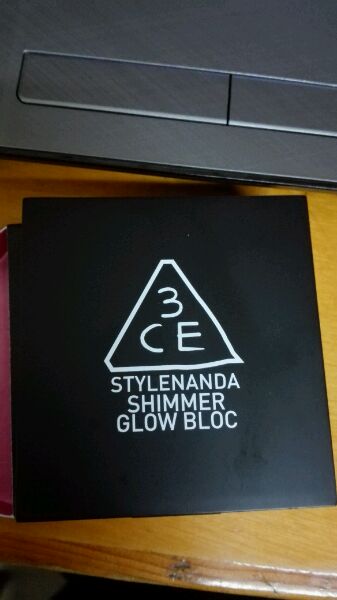 3
CE
STYLENANDA
SHIMMER
GLOW BLOC